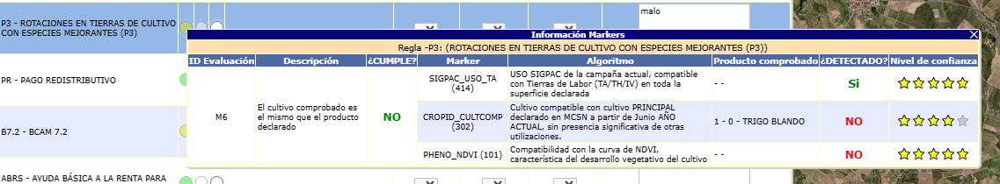 malo
P3 - ROTACIONES EN TIERRAS DE CULTIVO
CON ESPECIES MEJORANTES (P3)
Información Markers
Regla -P3: (ROTACIONES EN TIERRAS DE CULTIVO CON ESPECIES MEJORANTES (P3))
ID Evaluación Descripción ¿CUMPLE? Marker Algoritmo Producto comprobado ¿DETECTADO? Nivel de confianza
M6
El cultivo comprobado es
el mismo que el producto
declarado
NO
SIGPAC_USO_TA
(414)
USO SIGPAC de la campaña actual, compatible
con Tierras de Labor (TA/TH/IV) en toda la
superficie declarada
- -
Si
CROPID_CULTCOMP
(302)
Cultivo compatible con cultivo PRINCIPAL
declarado en MCSN a partir de Junio AÑO
ACTUAL, sin presencia significativa de otras
utilizaciones.
1 - 0 - TRIGO BLANDO
NO
PHENO_NDVI (101)
Compatibilidad con la curva de NDVI,
característica del desarrollo vegetativo del cultivo
- -
NO
PR - PAGO REDISTRIBUTIVO
B7.2 - BCAM 7.2
ABRS - AYUDA BÁSICA A LA RENTA PARA